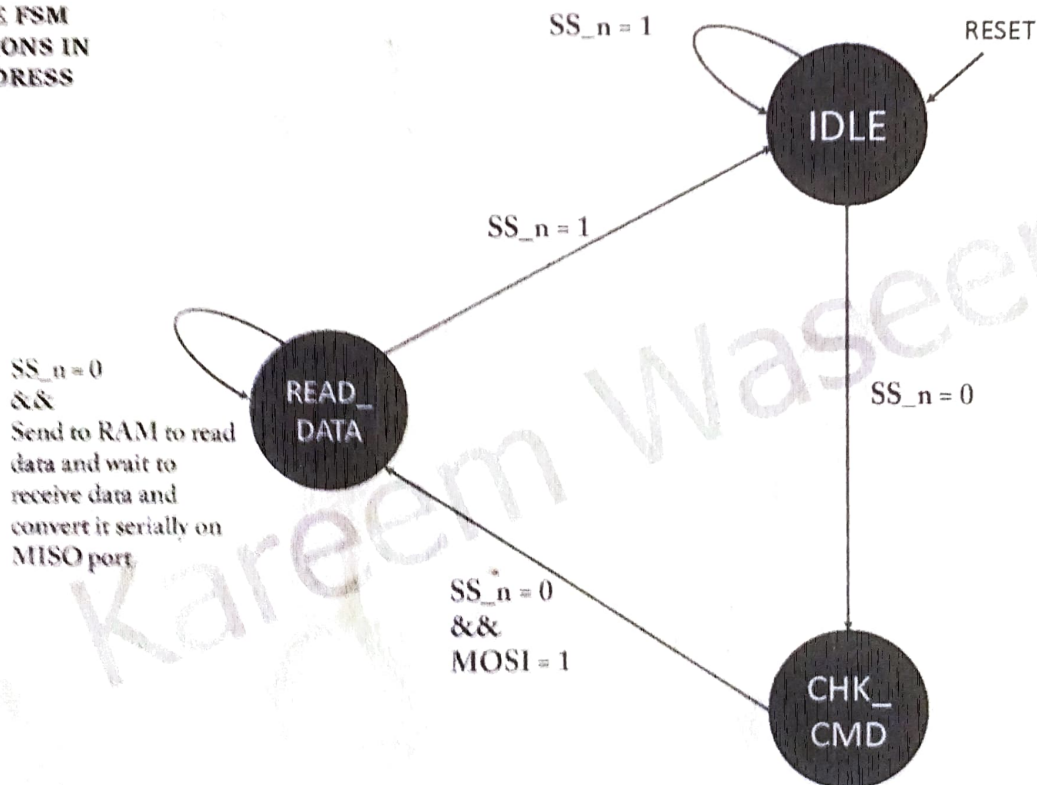 FSM
ONS IN
DRESS
SS_n = 1
RESET
IDLE
SS_n = 1
SS_n = 0
&&
Send to RAM to read
data and wait to
receive data and
convert it serially on
MISO port
READ_
DATA
SS_n = 0
SS_n = 0
&&
MOSI = 1
CHK_
CMD
Kareem Waseem